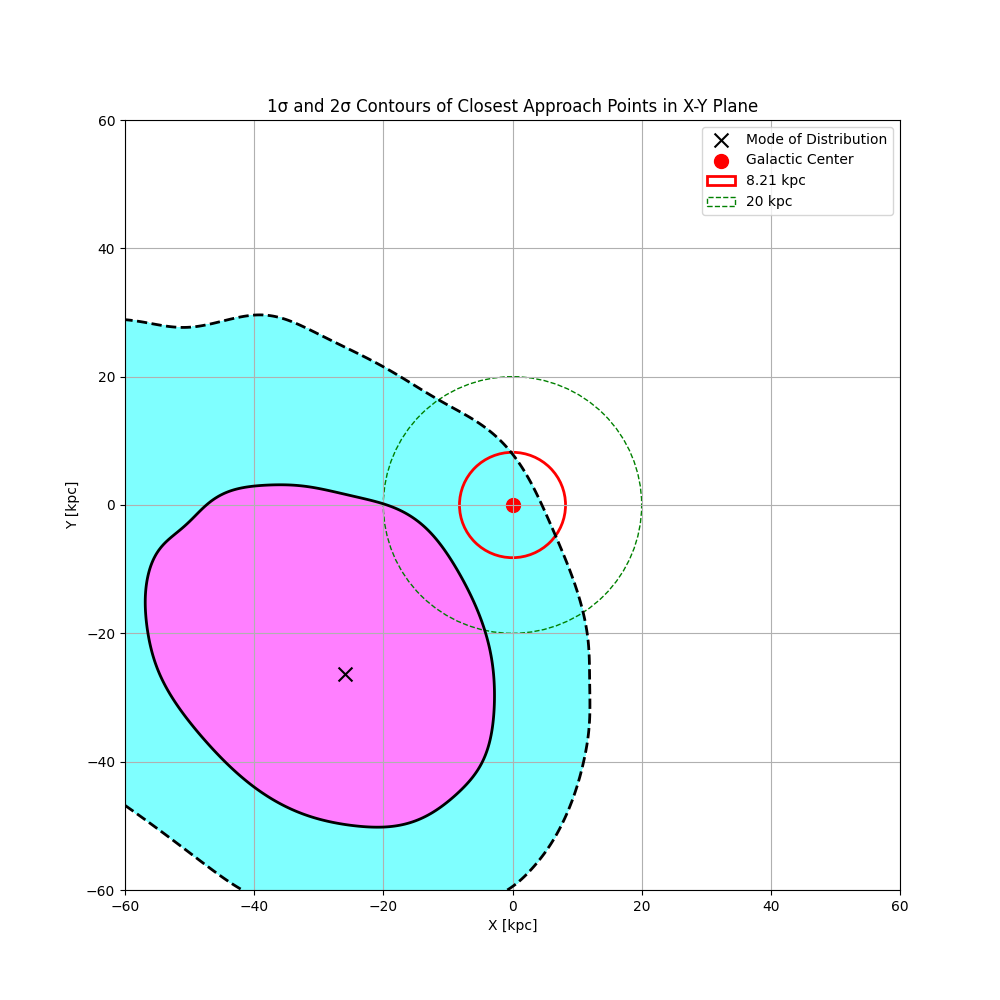 1σ and 2σ Contours of Closest Approach Points in X-Y Plane
Mode of Distribution
Galactic Center
8.21 kpc
20 kpc
60
40
20
0
−20
−40
−60
Y [kpc]
−60 −40 −20 0 20 40 60
X [kpc]